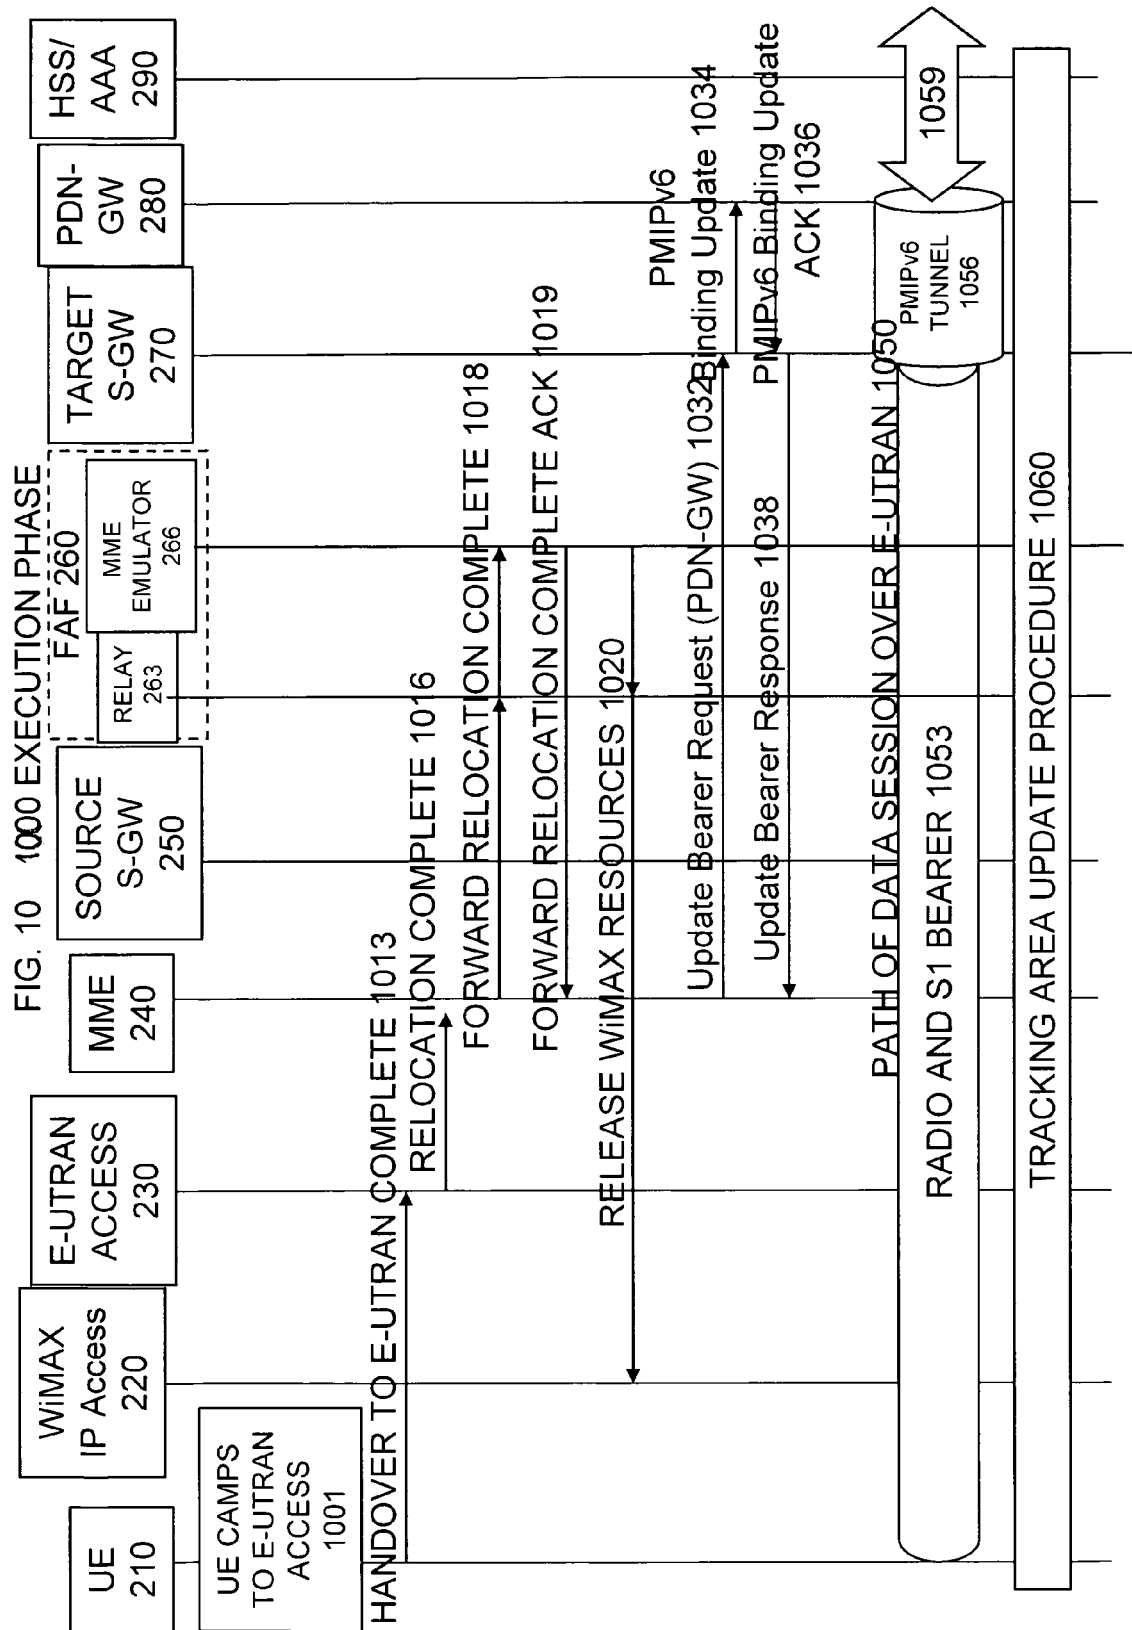 FIG. 10 1000 EXECUTION PHASE
UE
210
WiMAX
IP Access
220
E-UTRAN
ACCESS
230
MME
240
SOURCE
S-GW
250
FAF 260
RELAY
263
MME
EMULATOR
266
TARGET
S-GW
270
PDN-
GW
280
HSS/
AAA
290
UE CAMPS
TO E-UTRAN
ACCESS
1001
HANDOVER TO E-UTRAN COMPLETE 1013
RELOCATION COMPLETE 1016
FORWARD RELOCATION COMPLETE 1018
FORWARD RELOCATION COMPLETE ACK 1019
RELEASE WiMAX RESOURCES 1020
Update Bearer Request (PDN-GW) 1032
PMIPv6
Binding Update 1034
PMIPv6 Binding Update
ACK 1036
Update Bearer Response 1038
PATH OF DATA SESSION OVER E-UTRAN 1050
RADIO AND S1 BEARER 1053
PMIPv6
TUNNEL
1056
1059
TRACKING AREA UPDATE PROCEDURE 1060